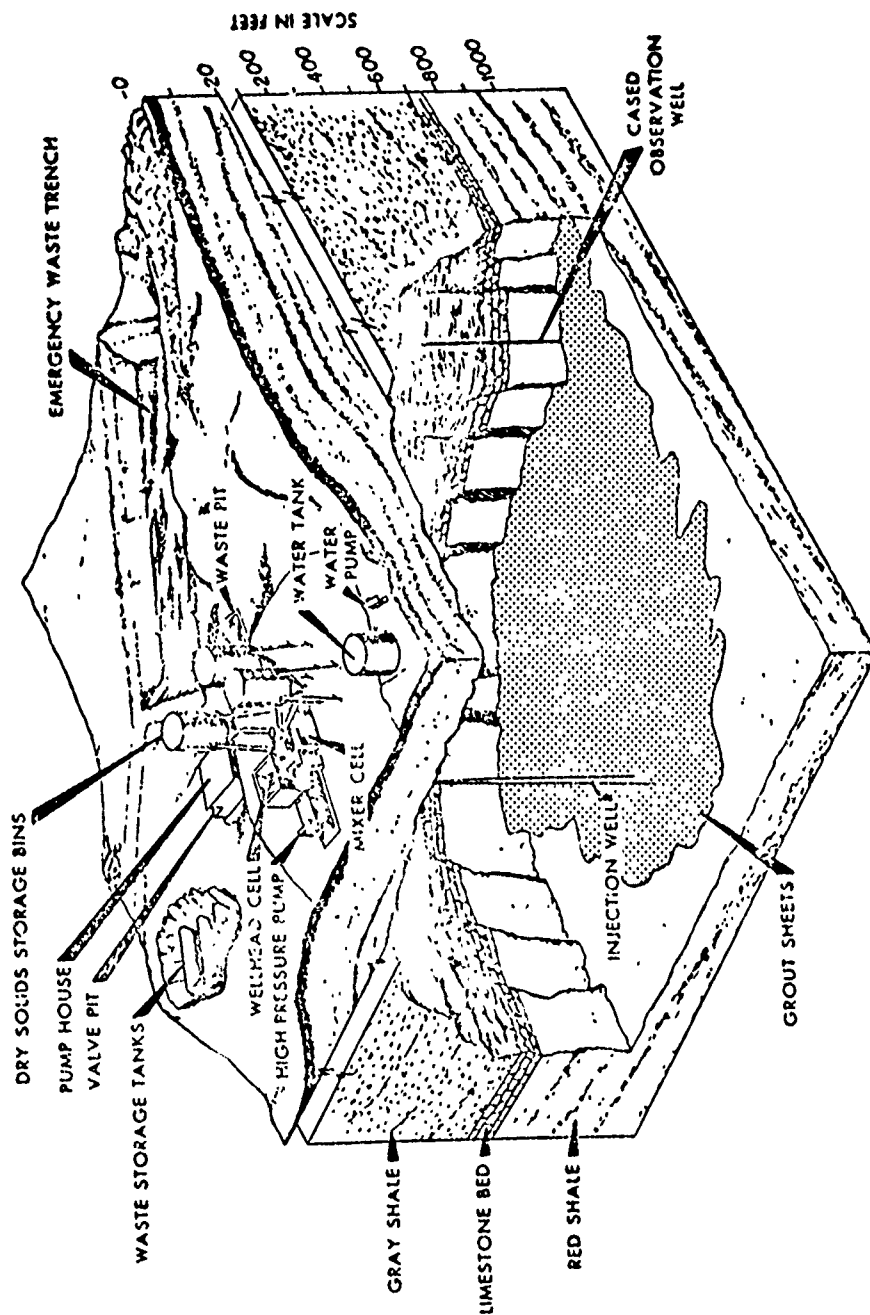 SCALE IN FEET
-0
-20
-200
-400
-600
-800
-1000
EMERGENCY WASTE TRENCH
WASTE PIT
WATER TANK
WATER
PUMP
DRY SOLIDS STORAGE BINS
PUMP HOUSE
VALVE PIT
WASTE STORAGE TANKS
WELLHEAD CELL
HIGH PRESSURE PUMP
MIXER CELL
GRAY SHALE
LIMESTONE BED
RED SHALE
INJECTION WELL
GROUT SHEETS
CASED
OBSERVATION
WELL